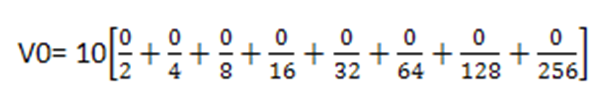 V0= 10[0/2 + 0/4 + 0/8 + 0/16 + 0/32 + 0/64 + 0/128 + 0/256]